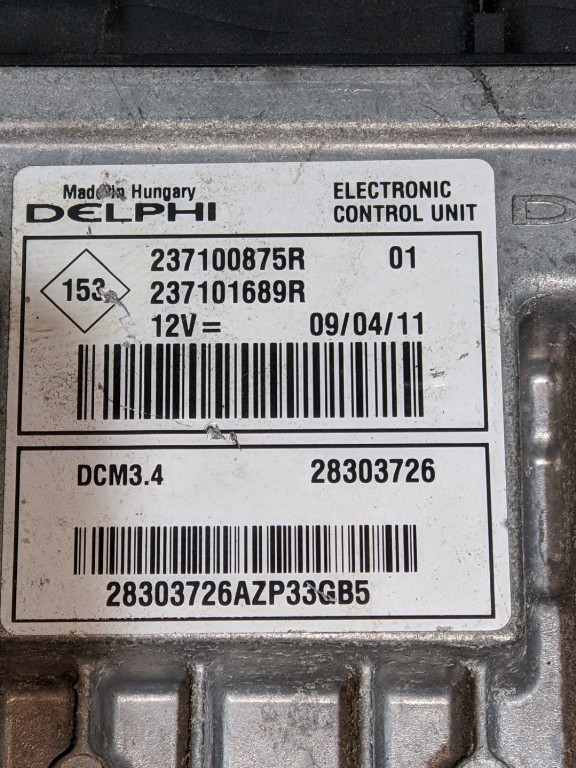 Made in Hungary
DELPHI
ELECTRONIC
CONTROL UNIT
153
237100875R 01
237101689R
12V= 09/04/11
DCM3.4 28303726
28303726AZP33GB5